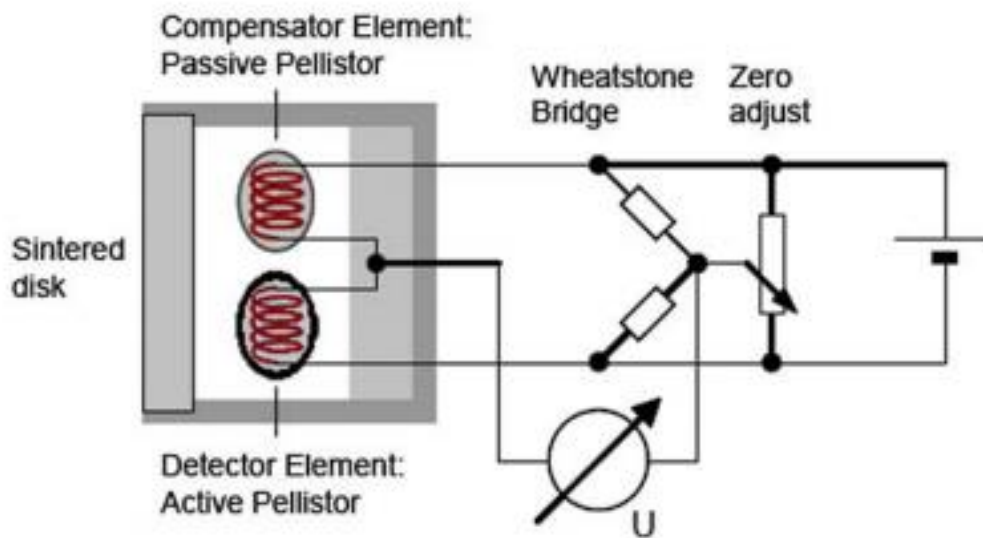 Compensator Element:
Passive Pellistor
Wheatstone
Bridge
Zero
adjust
Sintered
disk
Detector Element:
Active Pellistor
U